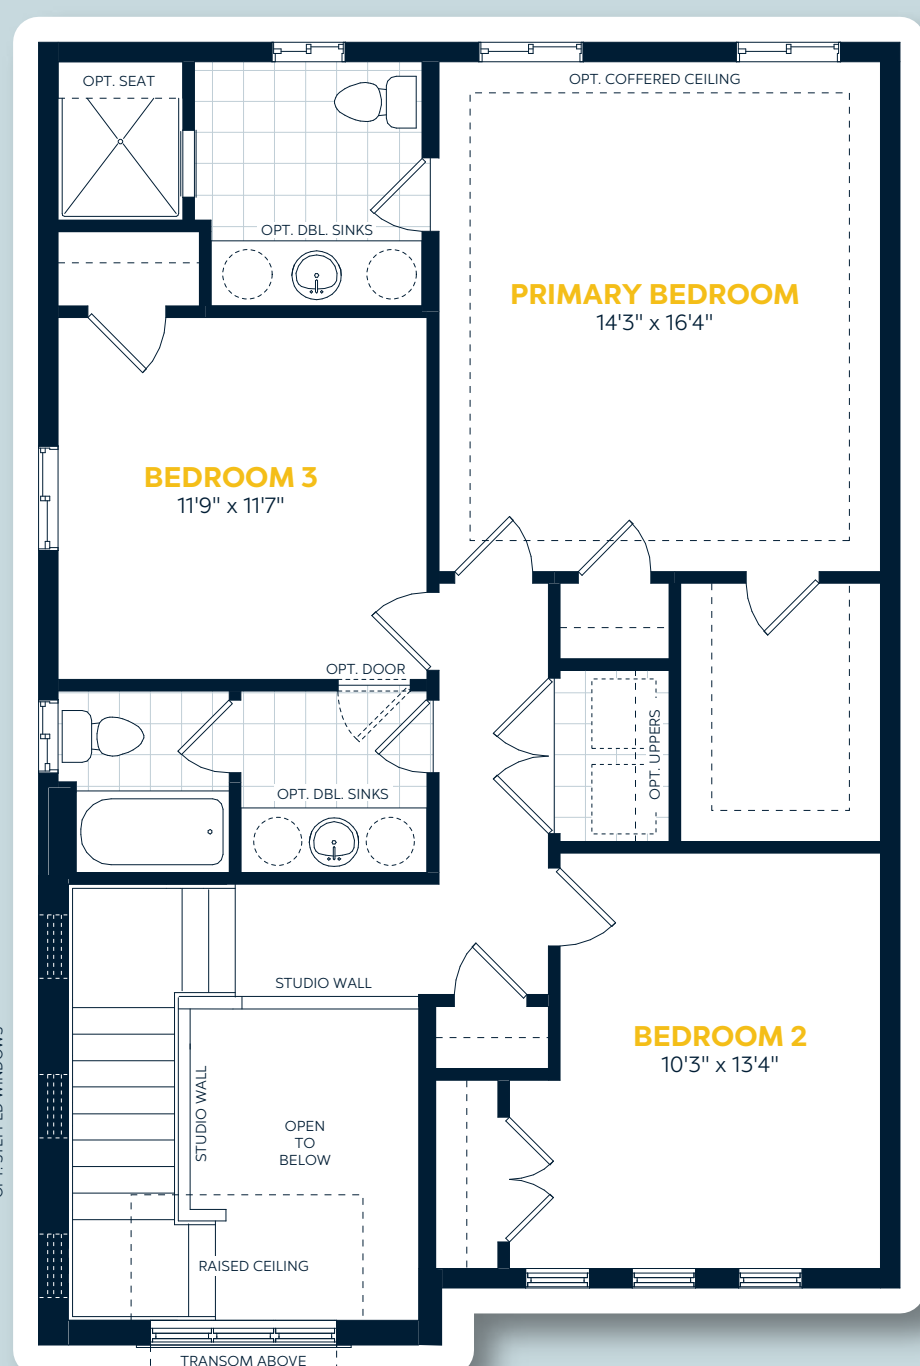 OPT. SEAT
OPT. COFFERED CEILING
OPT. DBL. SINKS
PRIMARY BEDROOM
14'3" x 16'4"
BEDROOM 3
11'9" x 11'7"
OPT. DOOR
OPT. UPPERS
OPT. DBL. SINKS
STUDIO WALL
BEDROOM 2
10'3" x 13'4"
STUDIO WALL
OPEN
TO
BELOW
RAISED CEILING
TRANSOM ABOVE